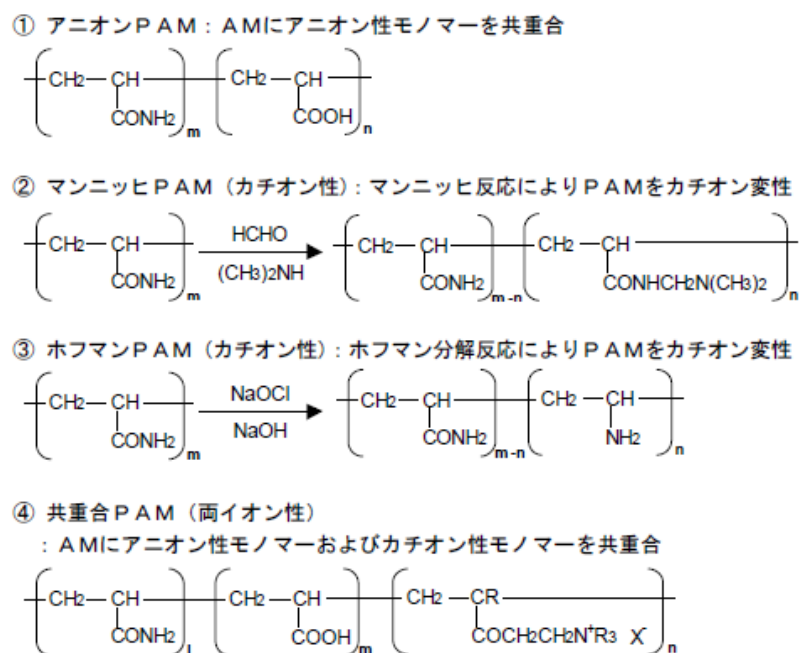 ① アニオンPAM：AMにアニオン性モノマーを共重合
CH2 CH CH2 CH
CONH2 m COOH n
② マンニッヒPAM（カチオン性）：マンニッヒ反応によりPAMをカチオン変性
CH2 CH HCHO CH2 CH CH2 CH
CONH2 m (CH3)2NH CONH2 m-n CONHCH2N(CH3)2 n
③ ホフマンPAM（カチオン性）：ホフマン分解反応によりPAMをカチオン変性
CH2 CH NaOCl CH2 CH CH2 CH
CONH2 m NaOH CONH2 m-n NH2 n
④ 共重合PAM（両イオン性）
：AMにアニオン性モノマーおよびカチオン性モノマーを共重合
CH2 CH CH2 CH CH2 CR
CONH2 l COOH m COCH2CH2N+R3 X- n